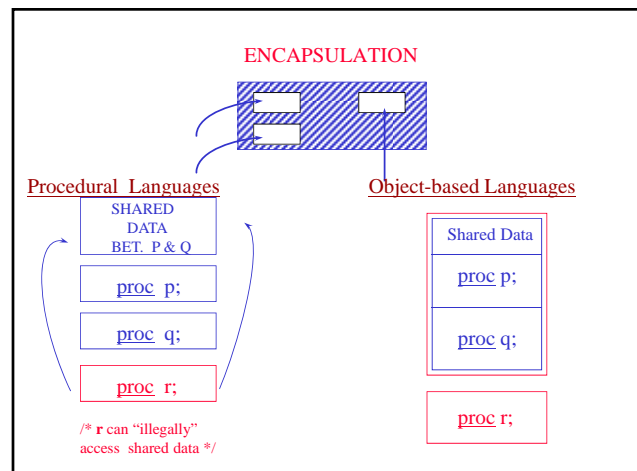 ENCAPSULATION
Procedural Languages
SHARED
DATA
BET. P & Q
proc p;
proc q;
proc r;
/* r can “illegally”
access shared data */
Object-based Languages
Shared Data
proc p;
proc q;
proc r;